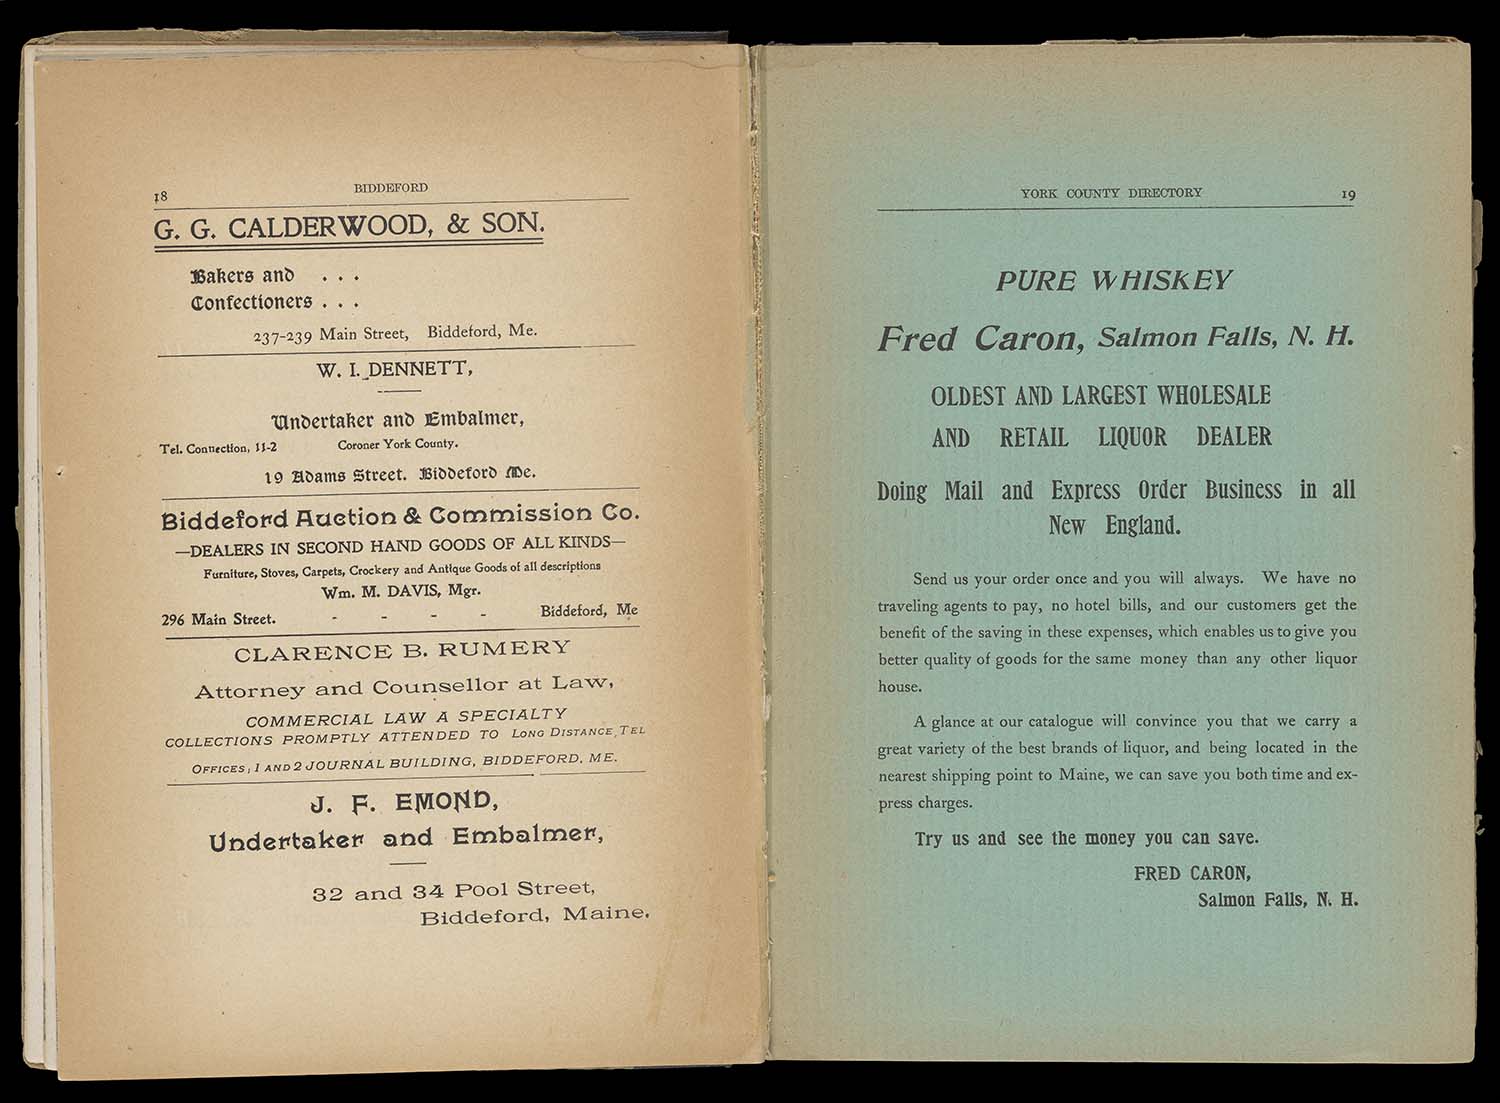 18
BIDDEFORD
G. G. CALDERWOOD, & SON.
Bakers and . . .
Confectioners . . .
237-239 Main Street, Biddeford, Me.
W. I. DENNETT,
Undertaker and Embalmer,
Tel. Connection, 11-2 Coroner York County.
19 Adams Street. Biddeford Me.
Biddeford Auction & Commission Co.
—DEALERS IN SECOND HAND GOODS OF ALL KINDS—
Furniture, Stoves, Carpets, Crockery and Antique Goods of all descriptions
Wm. M. DAVIS, Mgr.
296 Main Street. - - - - Biddeford, Me
CLARENCE B. RUMERY
Attorney and Counsellor at Law,
COMMERCIAL LAW A SPECIALTY
COLLECTIONS PROMPTLY ATTENDED TO LONG DISTANCE, TEL
OFFICES; 1 AND 2 JOURNAL BUILDING, BIDDEFORD. ME.
J. F. EMOND,
Undertaker and Embalmer,
32 and 34 Pool Street,
Biddeford, Maine.
YORK COUNTY DIRECTORY 19
PURE WHISKEY
Fred Caron, Salmon Falls, N. H.
OLDEST AND LARGEST WHOLESALE
AND RETAIL LIQUOR DEALER
Doing Mail and Express Order Business in all
New England.
Send us your order once and you will always. We have no
traveling agents to pay, no hotel bills, and our customers get the
benefit of the saving in these expenses, which enables us to give you
better quality of goods for the same money than any other liquor
house.
A glance at our catalogue will convince you that we carry a
great variety of the best brands of liquor, and being located in the
nearest shipping point to Maine, we can save you both time and ex-
press charges.
Try us and see the money you can save.
FRED CARON,
Salmon Falls, N. H.